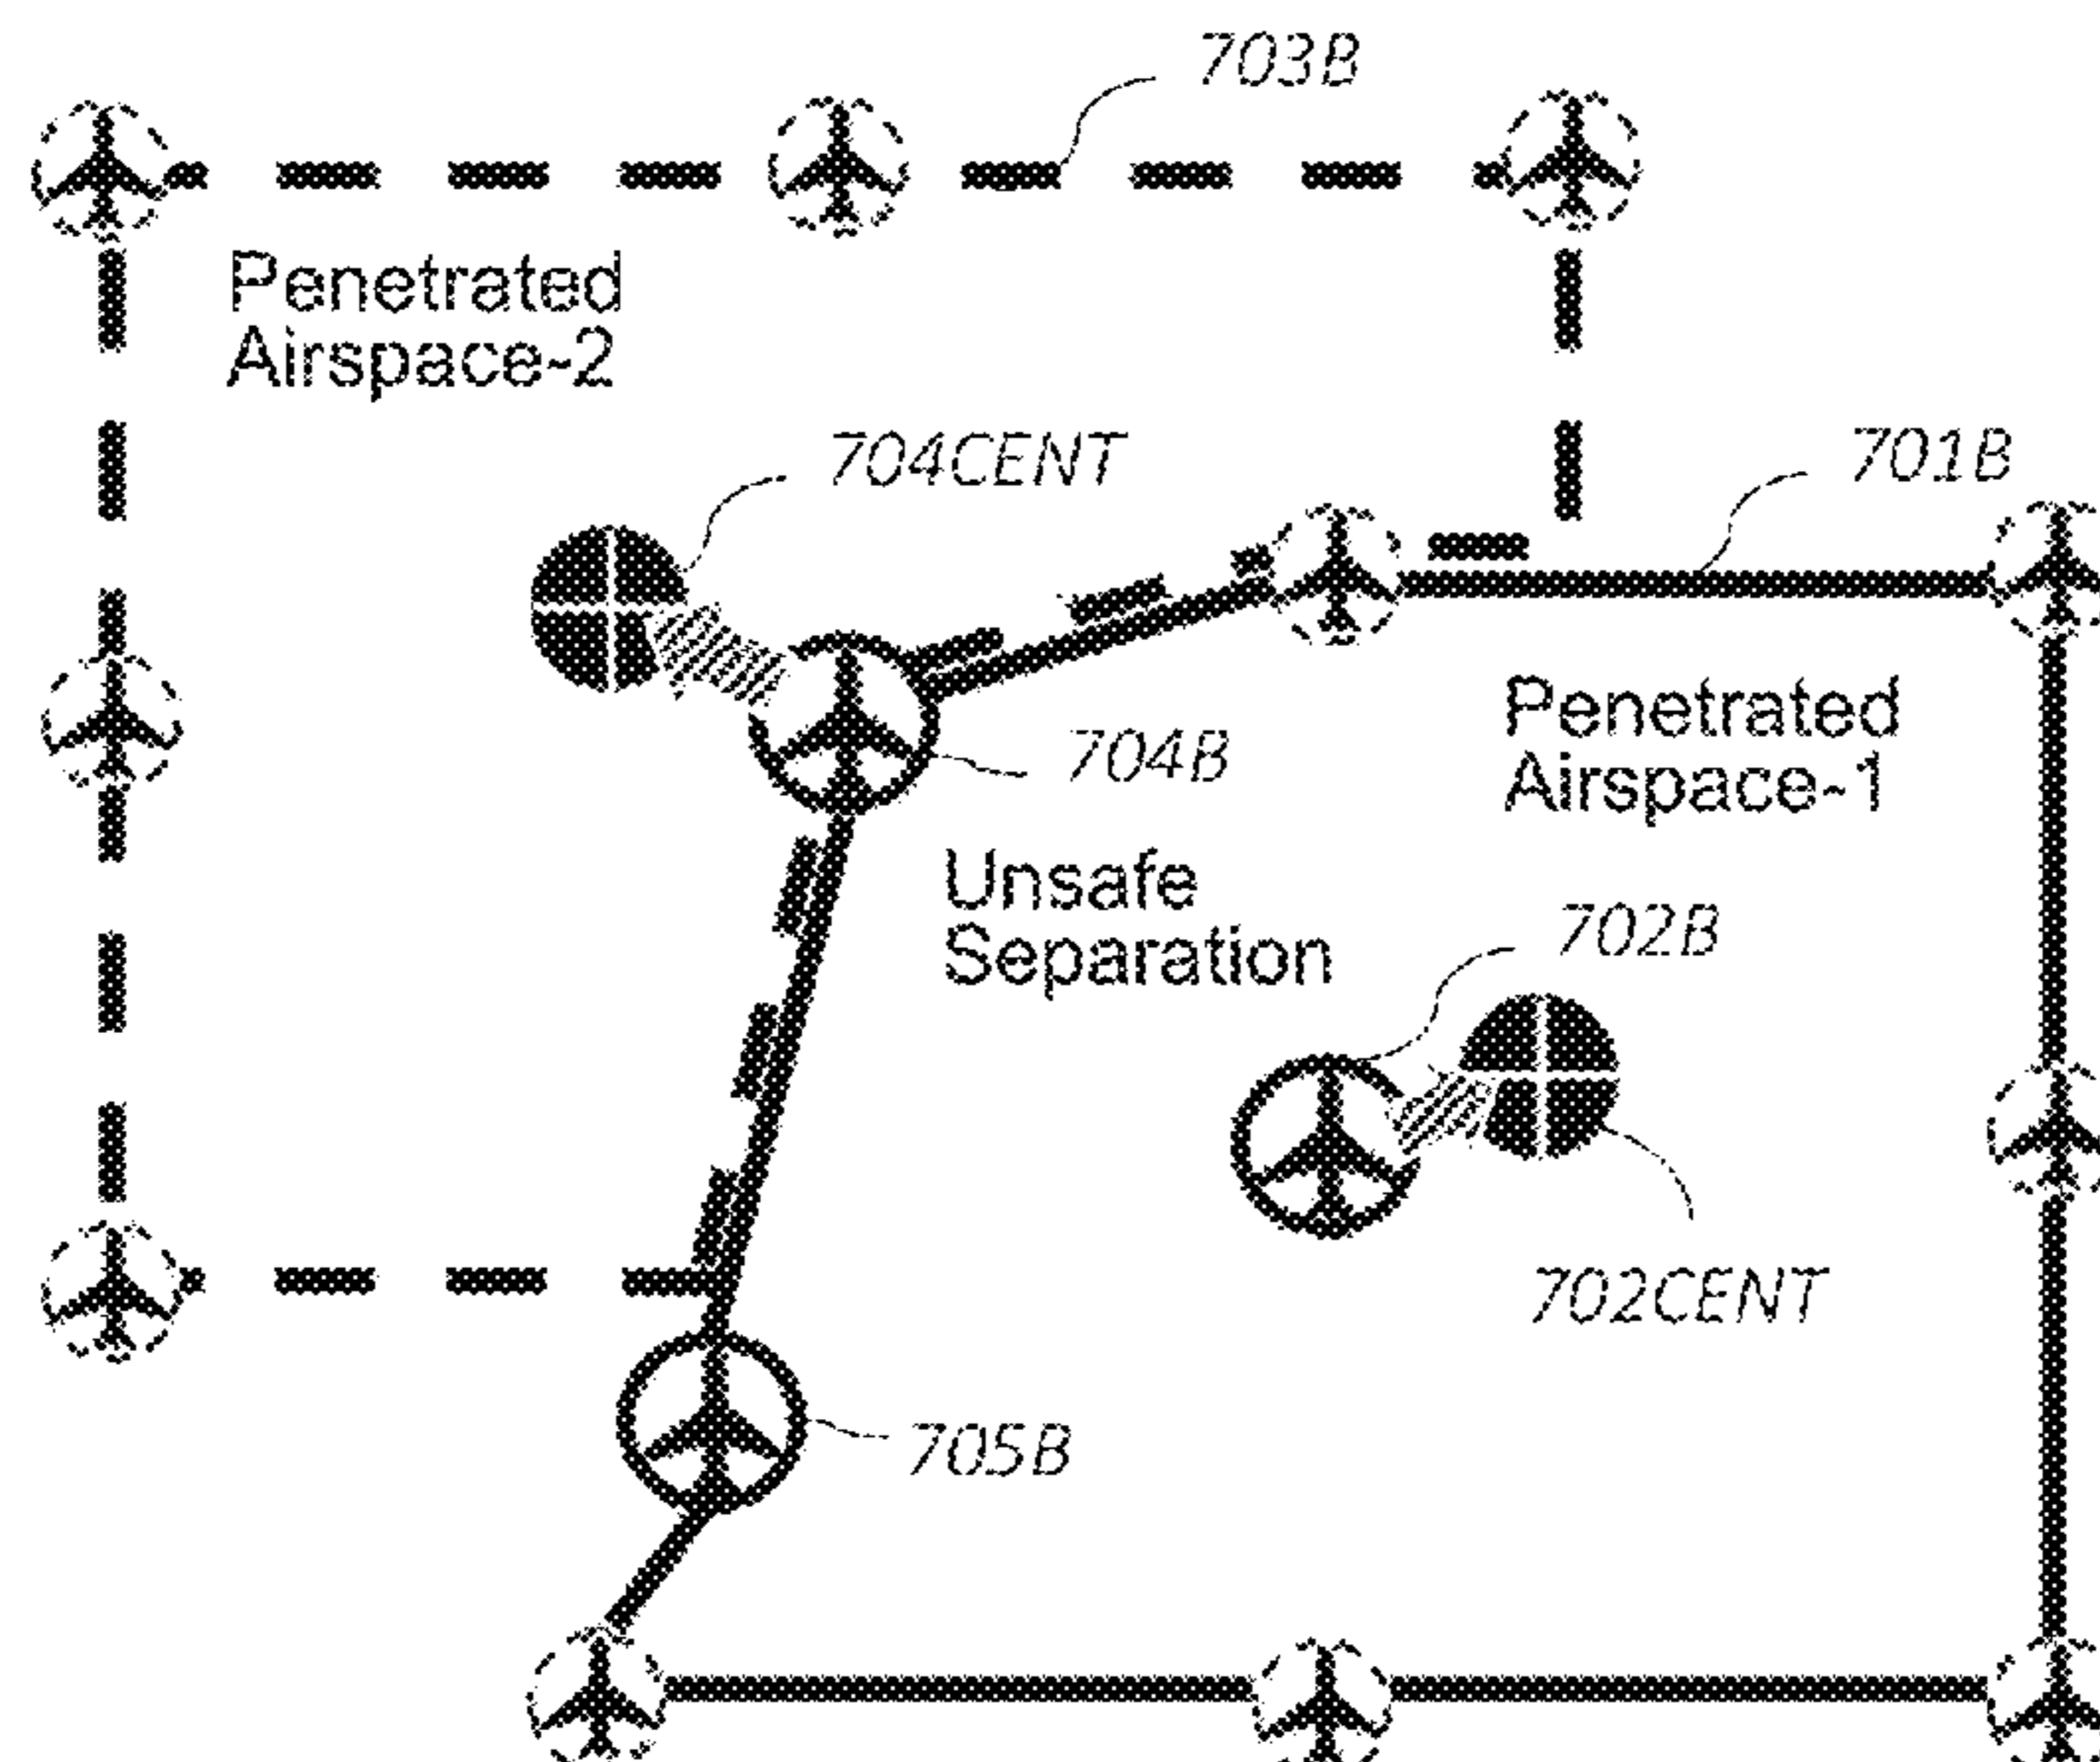 703B
Penetrated
Airspace-2
704CENT
701B
Penetrated
Airspace-1
704B
Unsafe
Separation
702B
702CENT
705B